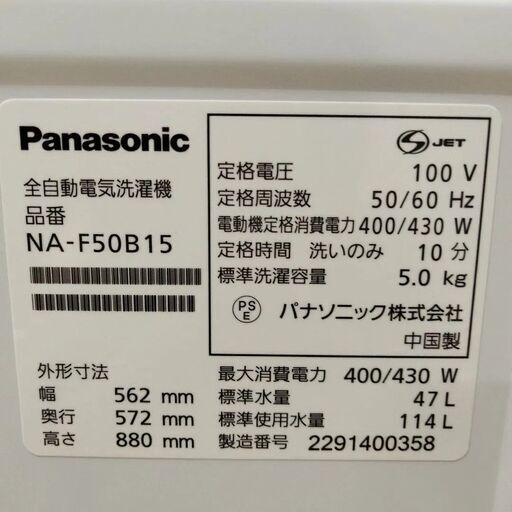 Panasonic
全自動電気洗濯機
品番
NA-F50B15
外形寸法
幅 562 mm
奥行 572 mm
高さ 880 mm
S JET
定格電圧 100 V
定格周波数 50/60 Hz
電動機定格消費電力 400/430 W
定格時間 洗いのみ 10 分
標準洗濯容量 5.0 kg
PS
E
パナソニック株式会社
中国製
最大消費電力 400/430 W
標準水量 47 L
標準使用水量 114 L
製造番号 2291400358